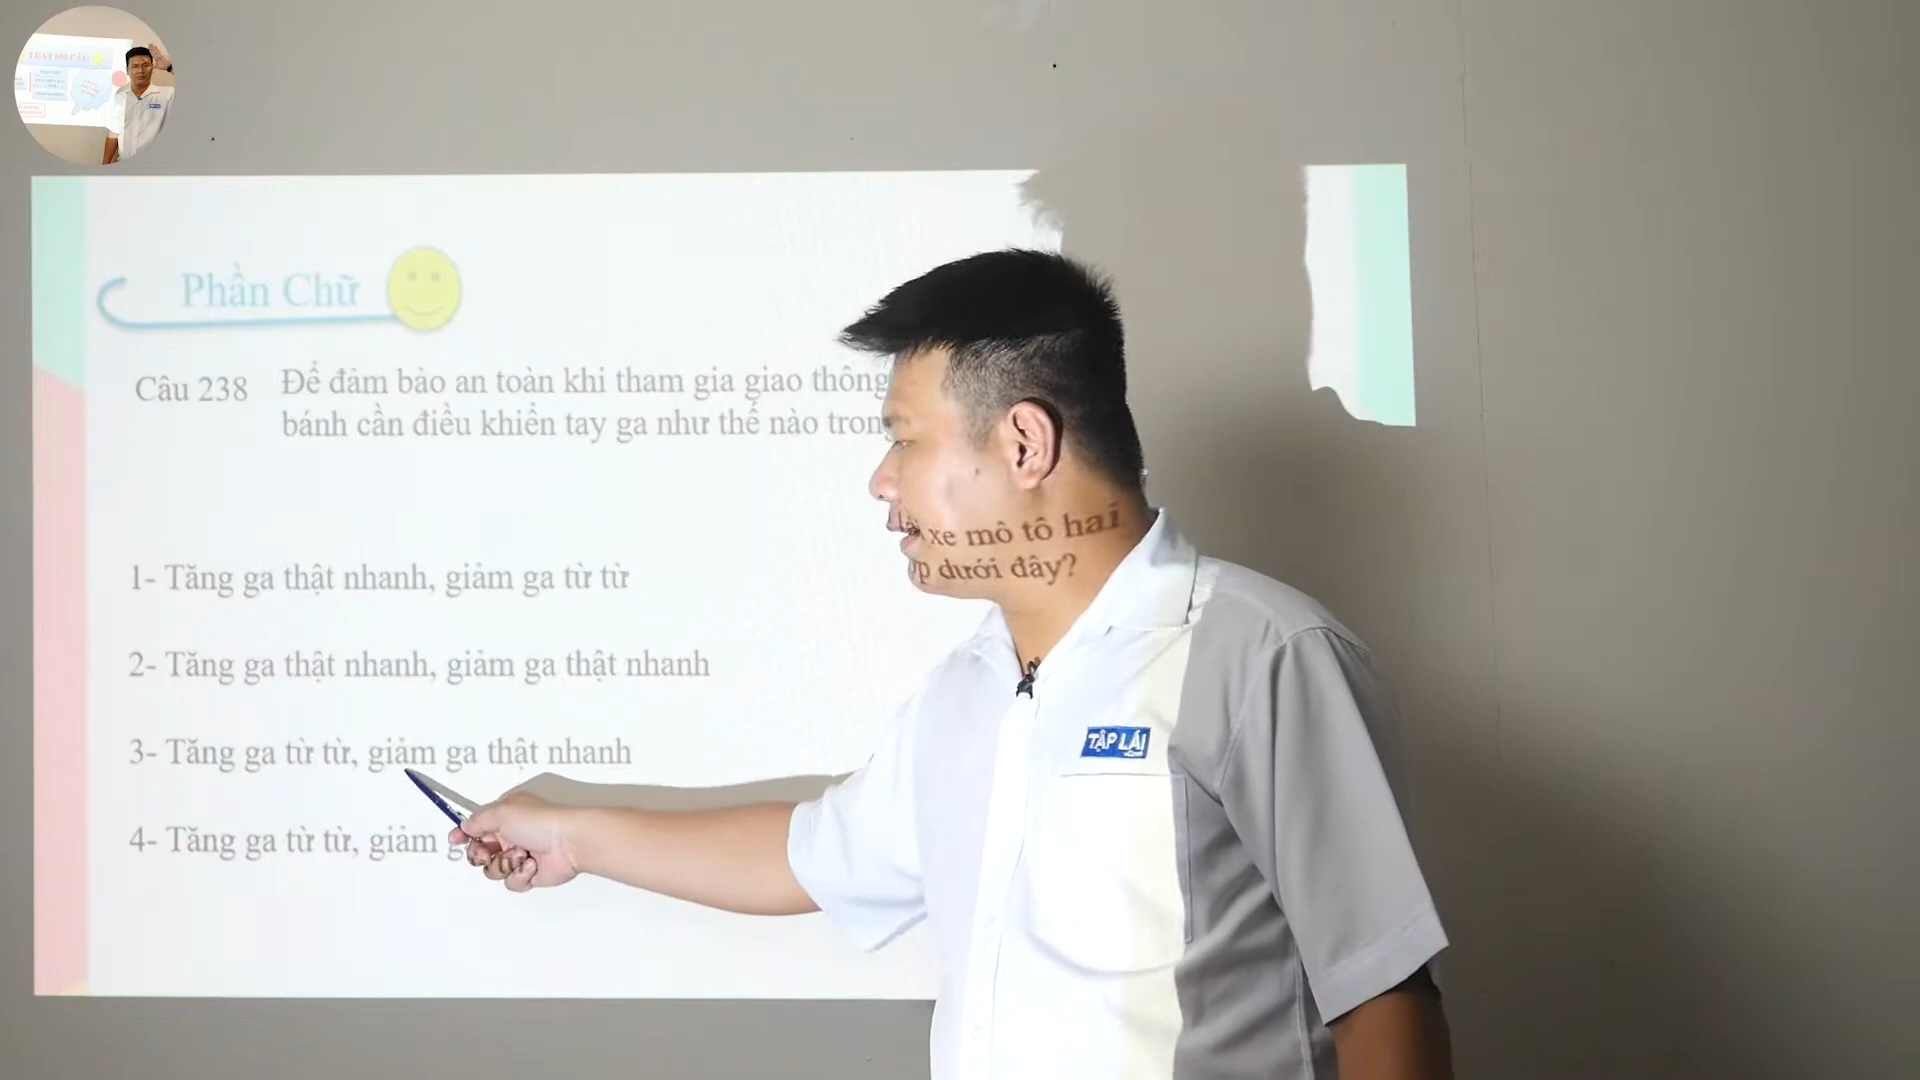 LUẬT 600 CÂU
Phần Chữ
Câu 238 Để đảm bảo an toàn khi tham gia giao thông xe mô tô hai
bánh cần điều khiển tay ga như thế nào dưới đây?
1- Tăng ga thật nhanh, giảm ga từ từ
2- Tăng ga thật nhanh, giảm ga thật nhanh
3- Tăng ga từ từ, giảm ga thật nhanh
4- Tăng ga từ từ, giảm
TẬP LÁI